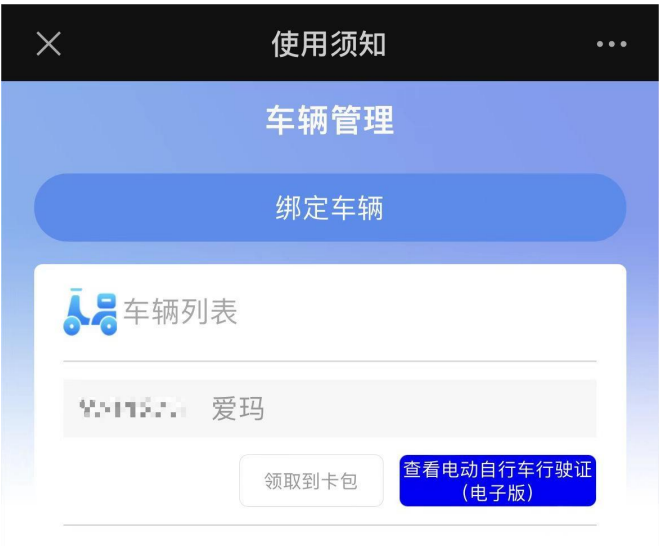 使用须知
车辆管理
绑定车辆
车辆列表
爱玛
领取到卡包
查看电动自行车行驶证
(电子版)